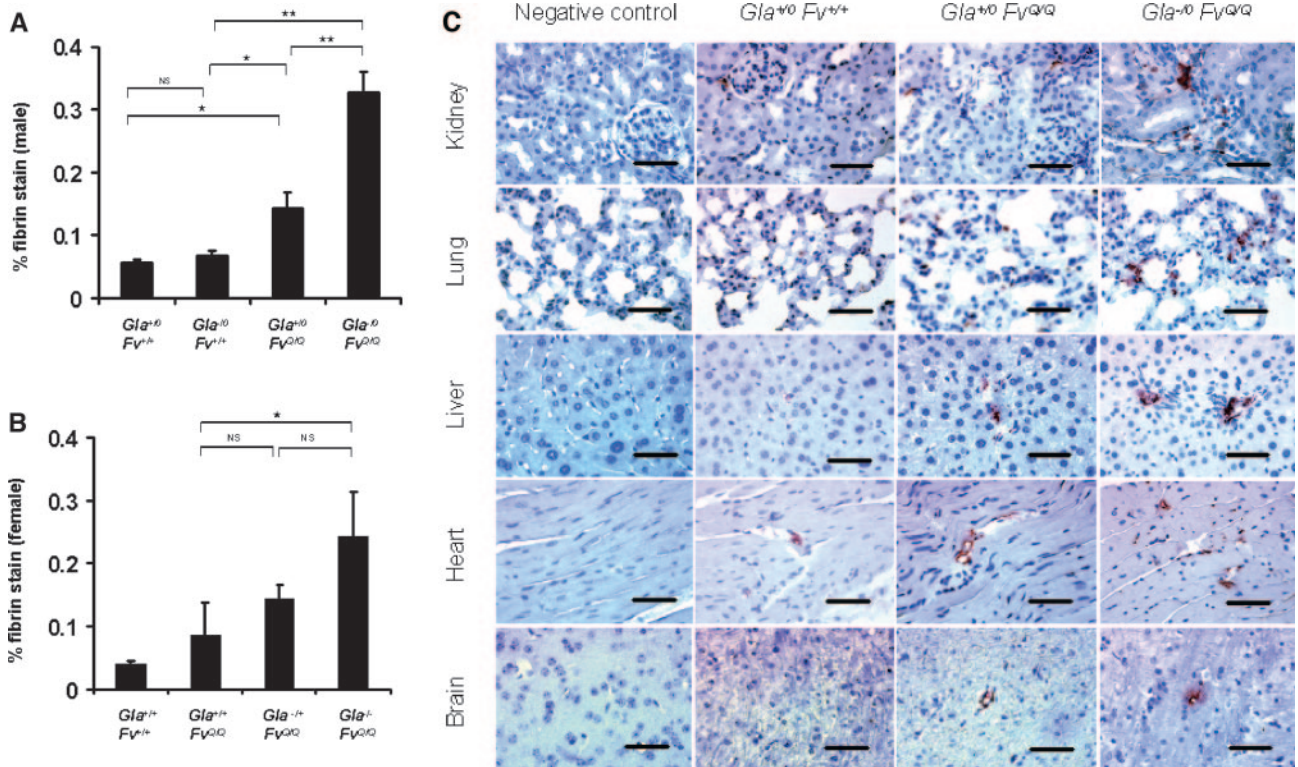 A
% fibrin stain (male)
0.4
0.3
0.2
0.1
0
**
**
*
NS
*
Gla+/0 Fv+/+
Gla-/0 Fv+/+
Gla+/0 FvQ/Q
Gla-/0 FvQ/Q
B
% fibrin stain (female)
0.4
0.3
0.2
0.1
0
*
NS
NS
Gla+/+ Fv+/+
Gla+/+ FvQ/Q
Gla-/+ FvQ/Q
Gla-/- FvQ/Q
C
Negative control
Gla+/0 Fv+/+
Gla+/0 FvQ/Q
Gla-/0 FvQ/Q
Kidney
Lung
Liver
Heart
Brain